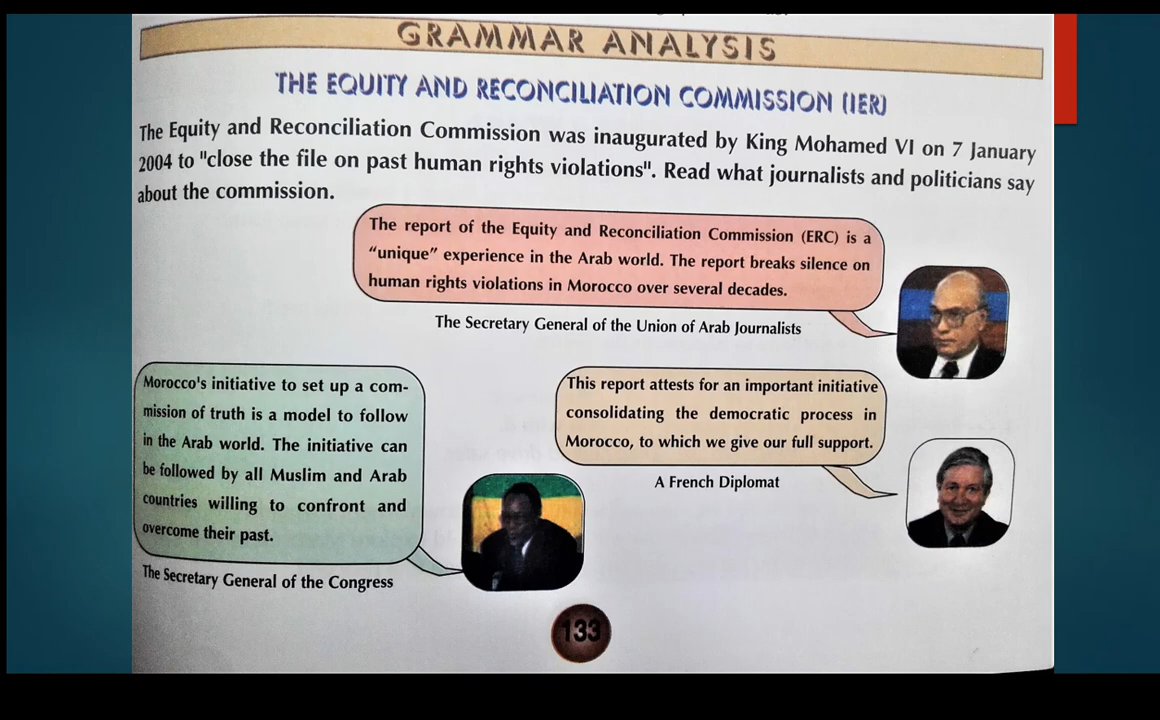 GRAMMAR ANALYSIS
THE EQUITY AND RECONCILIATION COMMISSION (IER)
The Equity and Reconciliation Commission was inaugurated by King Mohamed VI on 7 January
2004 to "close the file on past human rights violations". Read what journalists and politicians say
about the commission.
The report of the Equity and Reconciliation Commission (ERC) is a
“unique” experience in the Arab world. The report breaks silence on
human rights violations in Morocco over several decades.
The Secretary General of the Union of Arab Journalists
Morocco's initiative to set up a com-
mission of truth is a model to follow
in the Arab world. The initiative can
be followed by all Muslim and Arab
countries willing to confront and
overcome their past.
The Secretary General of the Congress
This report attests for an important initiative
consolidating the democratic process in
Morocco, to which we give our full support.
A French Diplomat
133